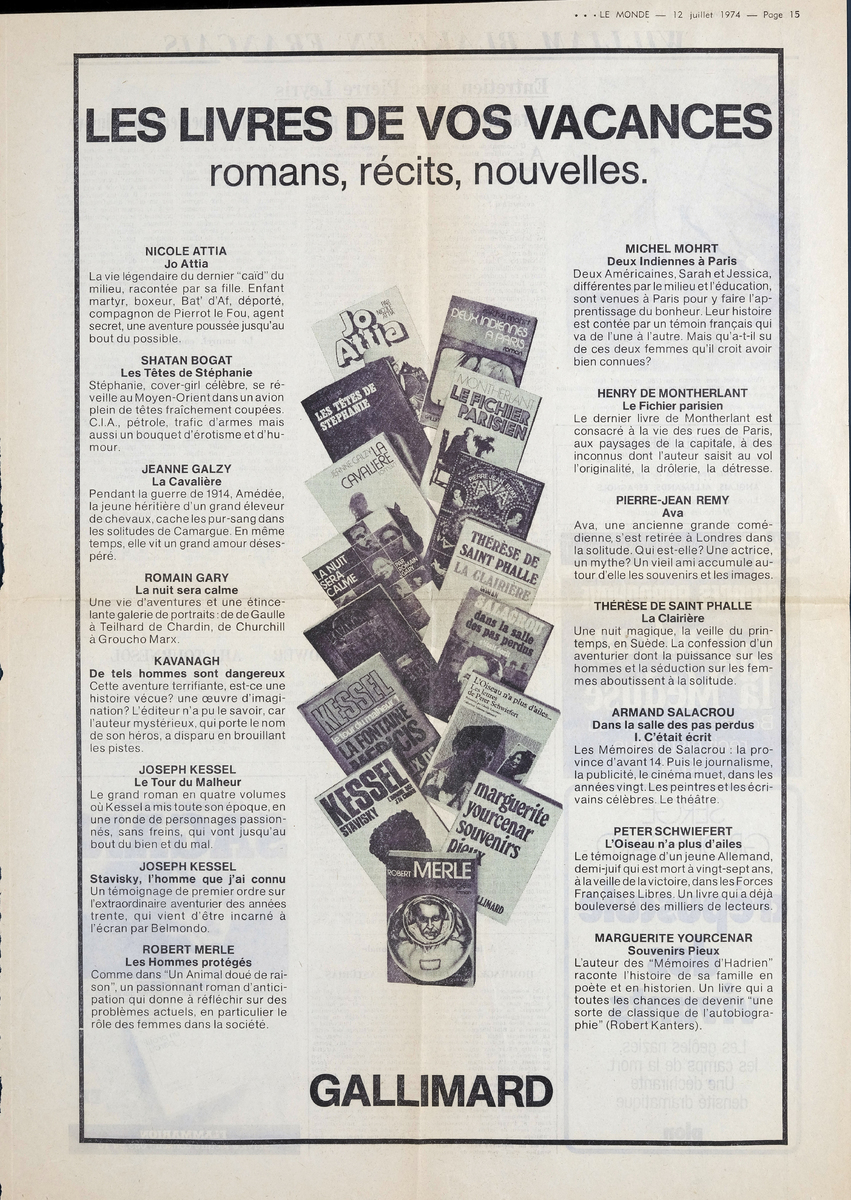 • • • LE MONDE — 12 juillet 1974 — Page 15
LES LIVRES DE VOS VACANCES
romans, récits, nouvelles.
NICOLE ATTIA
Jo Attia
La vie légendaire du dernier “caïd” du
milieu, racontée par sa fille. Enfant
martyr, boxeur, Bat' d'Af, déporté,
compagnon de Pierrot le Fou, agent
secret, une aventure poussée jusqu'au
bout du possible.
SHATAN BOGAT
Les Têtes de Stéphanie
Stéphanie, cover-girl célèbre, se ré-
veille au Moyen-Orient dans un avion
plein de têtes fraîchement coupées.
C.I.A., pétrole, trafic d'armes mais
aussi un bouquet d'érotisme et d'hu-
mour.
JEANNE GALZY
La Cavalière
Pendant la guerre de 1914, Amédée,
la jeune héritière d'un grand éleveur
de chevaux, cache les pur-sang dans
les solitudes de Camargue. En même
temps, elle vit un grand amour déses-
péré.
ROMAIN GARY
La nuit sera calme
Une vie d'aventures et une étince-
lante galerie de portraits : de de Gaulle
à Teilhard de Chardin, de Churchill
à Groucho Marx.
KAVANAGH
De tels hommes sont dangereux
Cette aventure terrifiante, est-ce une
histoire vécue? une œuvre d'imagi-
nation? L'éditeur n'a pu le savoir, car
l'auteur mystérieux, qui porte le nom
de son héros, a disparu en brouillant
les pistes.
JOSEPH KESSEL
Le Tour du Malheur
Le grand roman en quatre volumes
où Kessel a mis toute son époque, en
une ronde de personnages passion-
nés, sans freins, qui vont jusqu'au
bout du bien et du mal.
JOSEPH KESSEL
Stavisky, l'homme que j'ai connu
Un témoignage de premier ordre sur
l'extraordinaire aventurier des années
trente, qui vient d'être incarné à
l'écran par Belmondo.
ROBERT MERLE
Les Hommes protégés
Comme dans “Un Animal doué de rai-
son”, un passionnant roman d'antici-
pation qui donne à réfléchir sur des
problèmes actuels, en particulier le
rôle des femmes dans la société.
Jo
Attia
PAR
NICOLE
ATTIA
DEUX INDIENNES
A PARIS
roman
LES TÊTES DE
STÉPHANIE
MONTHERLANT
LE FICHIER
PARISIEN
JEANNE GALZY
LA
CAVALIÈRE
AVA
LA NUIT
SERA
CALME
PAR
ROMAIN
GARY
THÉRÈSE DE
SAINT PHALLE
LA CLAIRIÈRE
SALACROU
dans la salle
des pas perdus
KESSEL
le tour du malheur
LA FONTAINE
MÉDICIS
L'Oiseau n'a plus d'ailes...
Les lettres
de Peter Schwiefert
KESSEL
STAVISKY
marguerite
yourcenar
Souvenirs
pieux
ROBERT MERLE
MICHEL MOHRT
Deux Indiennes à Paris
Deux Américaines, Sarah et Jessica,
différentes par le milieu et l'éducation,
sont venues à Paris pour y faire l'ap-
prentissage du bonheur. Leur histoire
est contée par un témoin français qui
va de l'une à l'autre. Mais qu'a-t-il su
de ces deux femmes qu'il croit avoir
bien connues?
HENRY DE MONTHERLANT
Le Fichier parisien
Le dernier livre de Montherlant est
consacré à la vie des rues de Paris,
aux paysages de la capitale, à des
inconnus dont l'auteur saisit au vol
l'originalité, la drôlerie, la détresse.
PIERRE-JEAN REMY
Ava
Ava, une ancienne grande comé-
dienne, s'est retirée à Londres dans
la solitude. Qui est-elle? Une actrice,
un mythe? Un vieil ami accumule au-
tour d'elle les souvenirs et les images.
THÉRÈSE DE SAINT PHALLE
La Clairière
Une nuit magique, la veille du prin-
temps, en Suède. La confession d'un
aventurier dont la puissance sur les
hommes et la séduction sur les fem-
mes aboutissent à la solitude.
ARMAND SALACROU
Dans la salle des pas perdus
I. C'était écrit
Les Mémoires de Salacrou : la pro-
vince d'avant 14. Puis le journalisme,
la publicité, le cinéma muet, dans les
années vingt. Les peintres et les écri-
vains célèbres. Le théâtre.
PETER SCHWIEFERT
L'Oiseau n'a plus d'ailes
Le témoignage d'un jeune Allemand,
demi-juif qui est mort à vingt-sept ans,
à la veille de la victoire, dans les Forces
Françaises Libres. Un livre qui a déjà
bouleversé des milliers de lecteurs.
MARGUERITE YOURCENAR
Souvenirs Pieux
L'auteur des “Mémoires d'Hadrien”
raconte l'histoire de sa famille en
poète et en historien. Un livre qui a
toutes les chances de devenir “une
sorte de classique de l'autobiogra-
phie” (Robert Kanters).
GALLIMARD